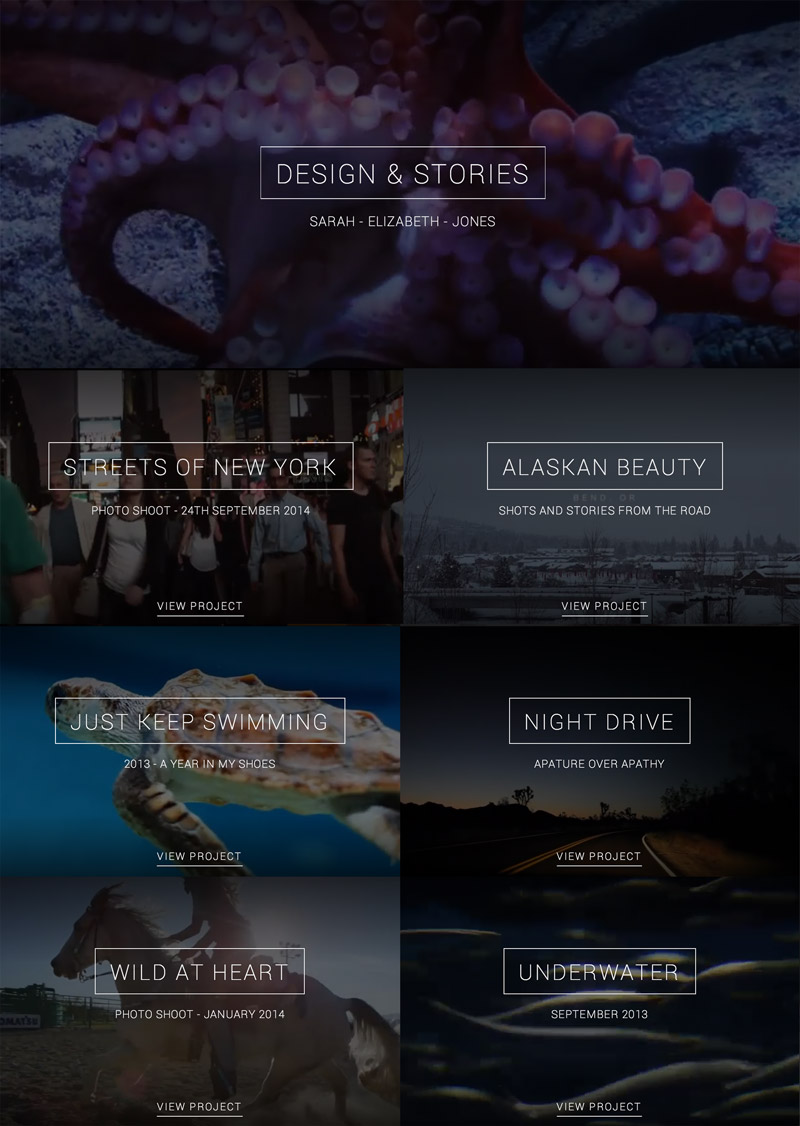 DESIGN & STORIES
SARAH - ELIZABETH - JONES
STREETS OF NEW YORK
PHOTO SHOOT - 24TH SEPTEMBER 2014
VIEW PROJECT
ALASKAN BEAUTY
BEND, OR
SHOTS AND STORIES FROM THE ROAD
VIEW PROJECT
JUST KEEP SWIMMING
2013 - A YEAR IN MY SHOES
VIEW PROJECT
NIGHT DRIVE
APATURE OVER APATHY
VIEW PROJECT
WILD AT HEART
PHOTO SHOOT - JANUARY 2014
KOMATSU
VIEW PROJECT
UNDERWATER
SEPTEMBER 2013
VIEW PROJECT